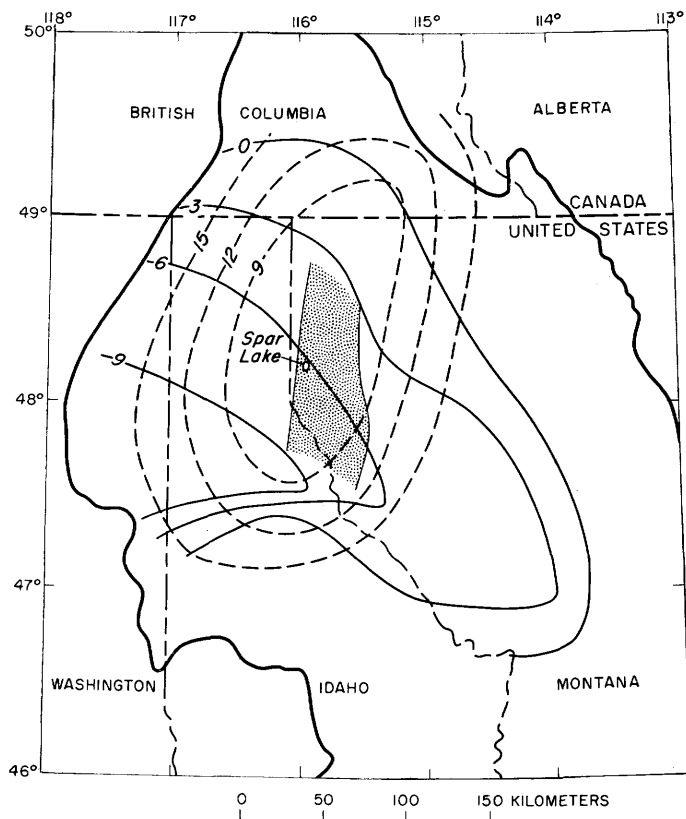 118° 117° 116° 115° 114° 113°
50°
BRITISH COLUMBIA ALBERTA
0
49° CANADA
3 UNITED STATES
15 12 9
-6
Spar
Lake
-9
48°
47°
WASHINGTON IDAHO MONTANA
46°
0 50 100 150 KILOMETERS